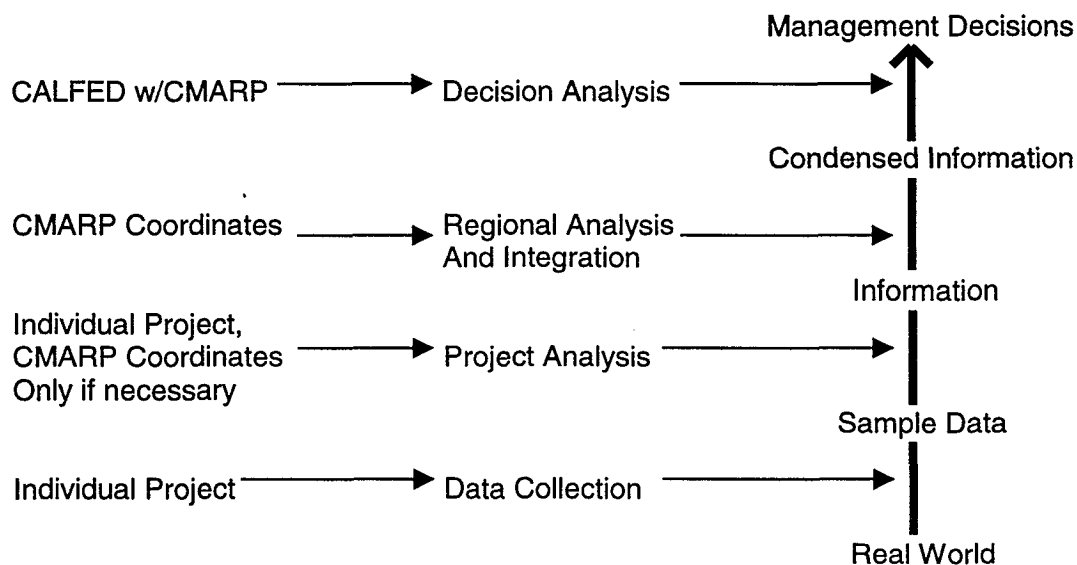 Management Decisions
CALFED w/CMARP
Decision Analysis
Condensed Information
CMARP Coordinates
Regional Analysis
And Integration
Information
Individual Project,
CMARP Coordinates
Only if necessary
Project Analysis
Sample Data
Individual Project
Data Collection
Real World